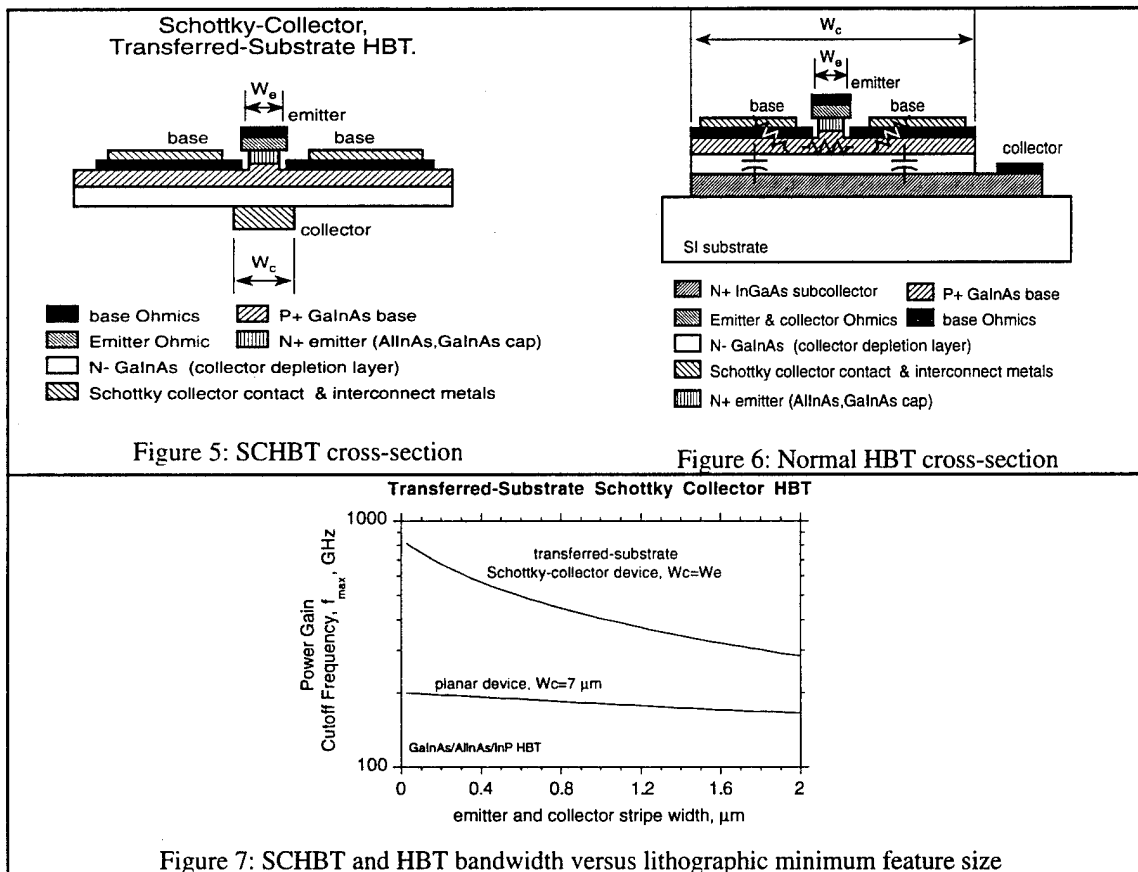 Schottky-Collector,
Transferred-Substrate HBT.
We
emitter
base
base
collector
Wc
base Ohmics
P+ GaInAs base
Emitter Ohmic
N+ emitter (AlInAs,GaInAs cap)
N- GaInAs (collector depletion layer)
Schottky collector contact & interconnect metals
Figure 5: SCHBT cross-section
Wc
We
emitter
base
base
collector
SI substrate
N+ InGaAs subcollector
P+ GaInAs base
Emitter & collector Ohmics
base Ohmics
N- GaInAs (collector depletion layer)
Schottky collector contact & interconnect metals
N+ emitter (AlInAs,GaInAs cap)
Figure 6: Normal HBT cross-section
Transferred-Substrate Schottky Collector HBT
1000
transferred-substrate
Schottky-collector device, Wc=We
Power Gain
Cutoff Frequency, fmax, GHz
planar device, Wc=7 μm
GaInAs/AlInAs/InP HBT
100
0 0.4 0.8 1.2 1.6 2
emitter and collector stripe width, μm
Figure 7: SCHBT and HBT bandwidth versus lithographic minimum feature size